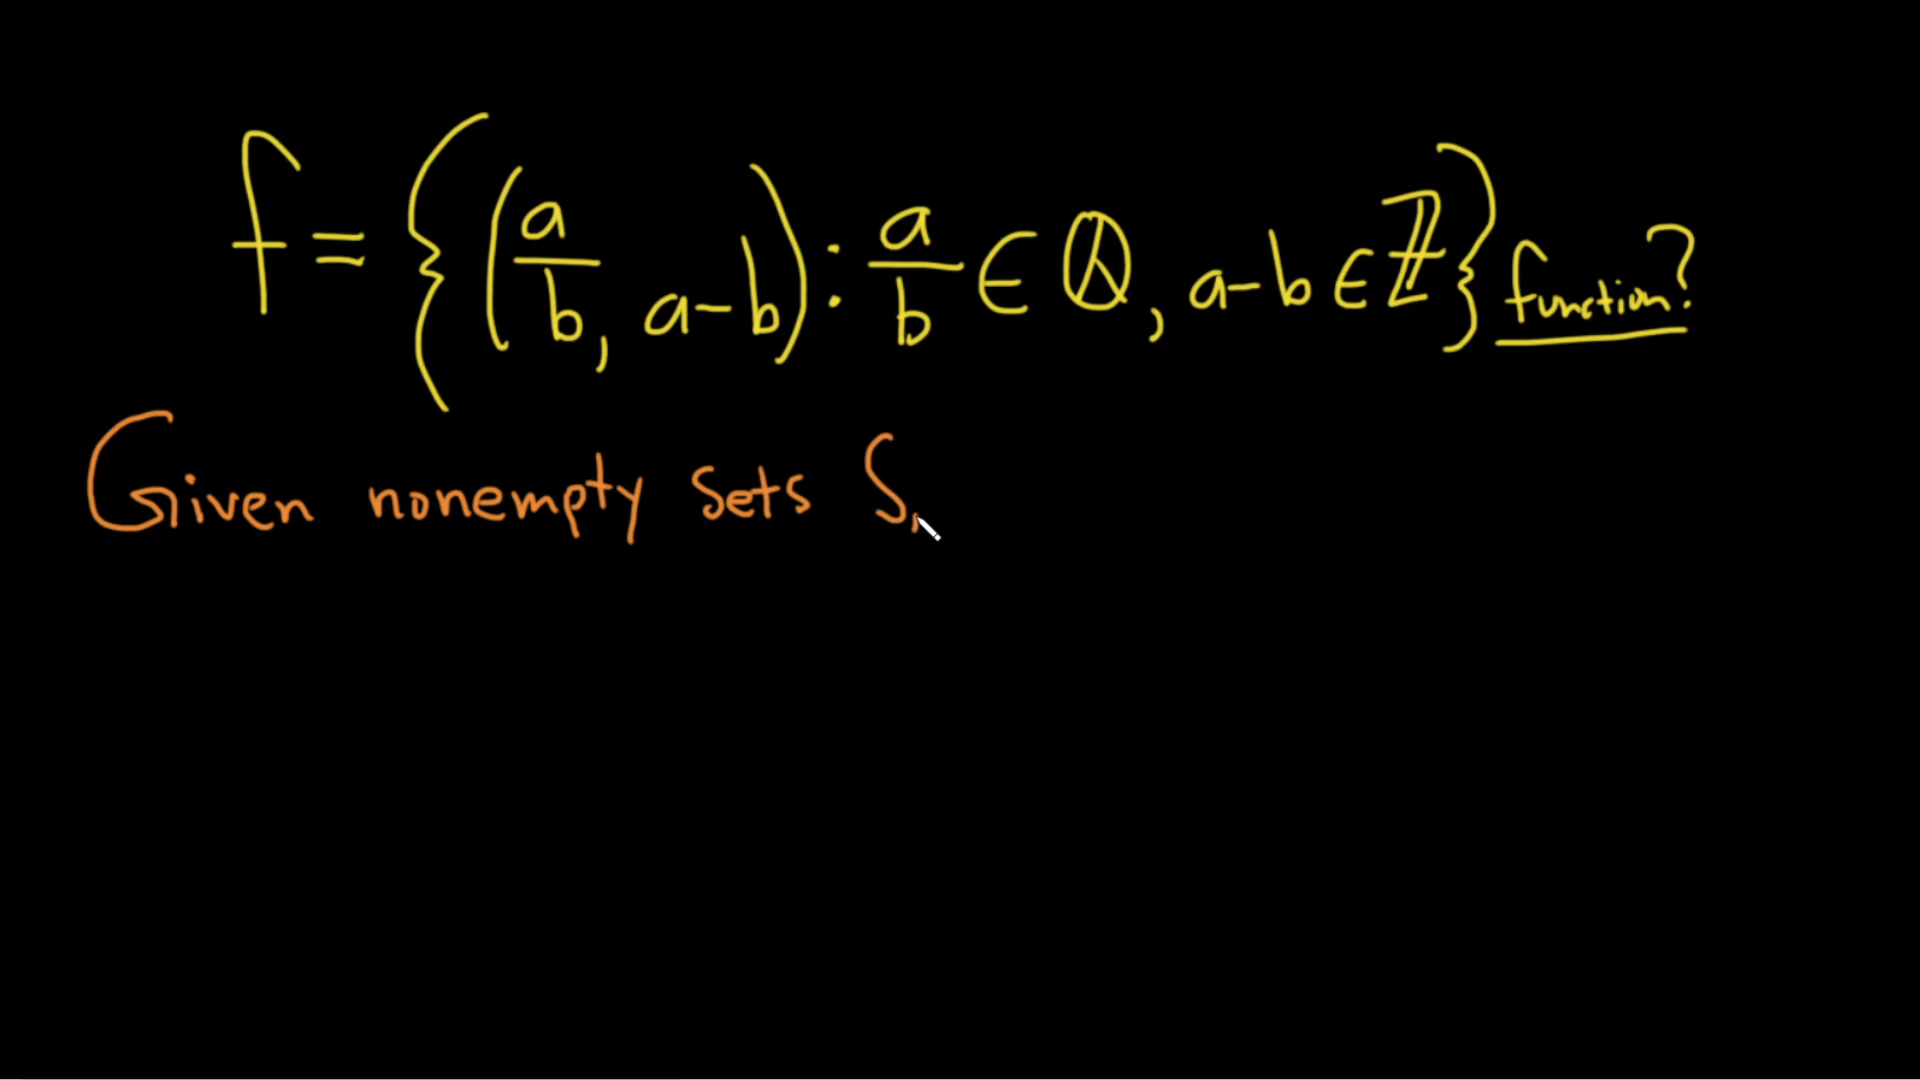 f = { (a/b, a-b) : a/b ∈ ℚ, a-b ∈ ℤ } function?
Given nonempty sets S,